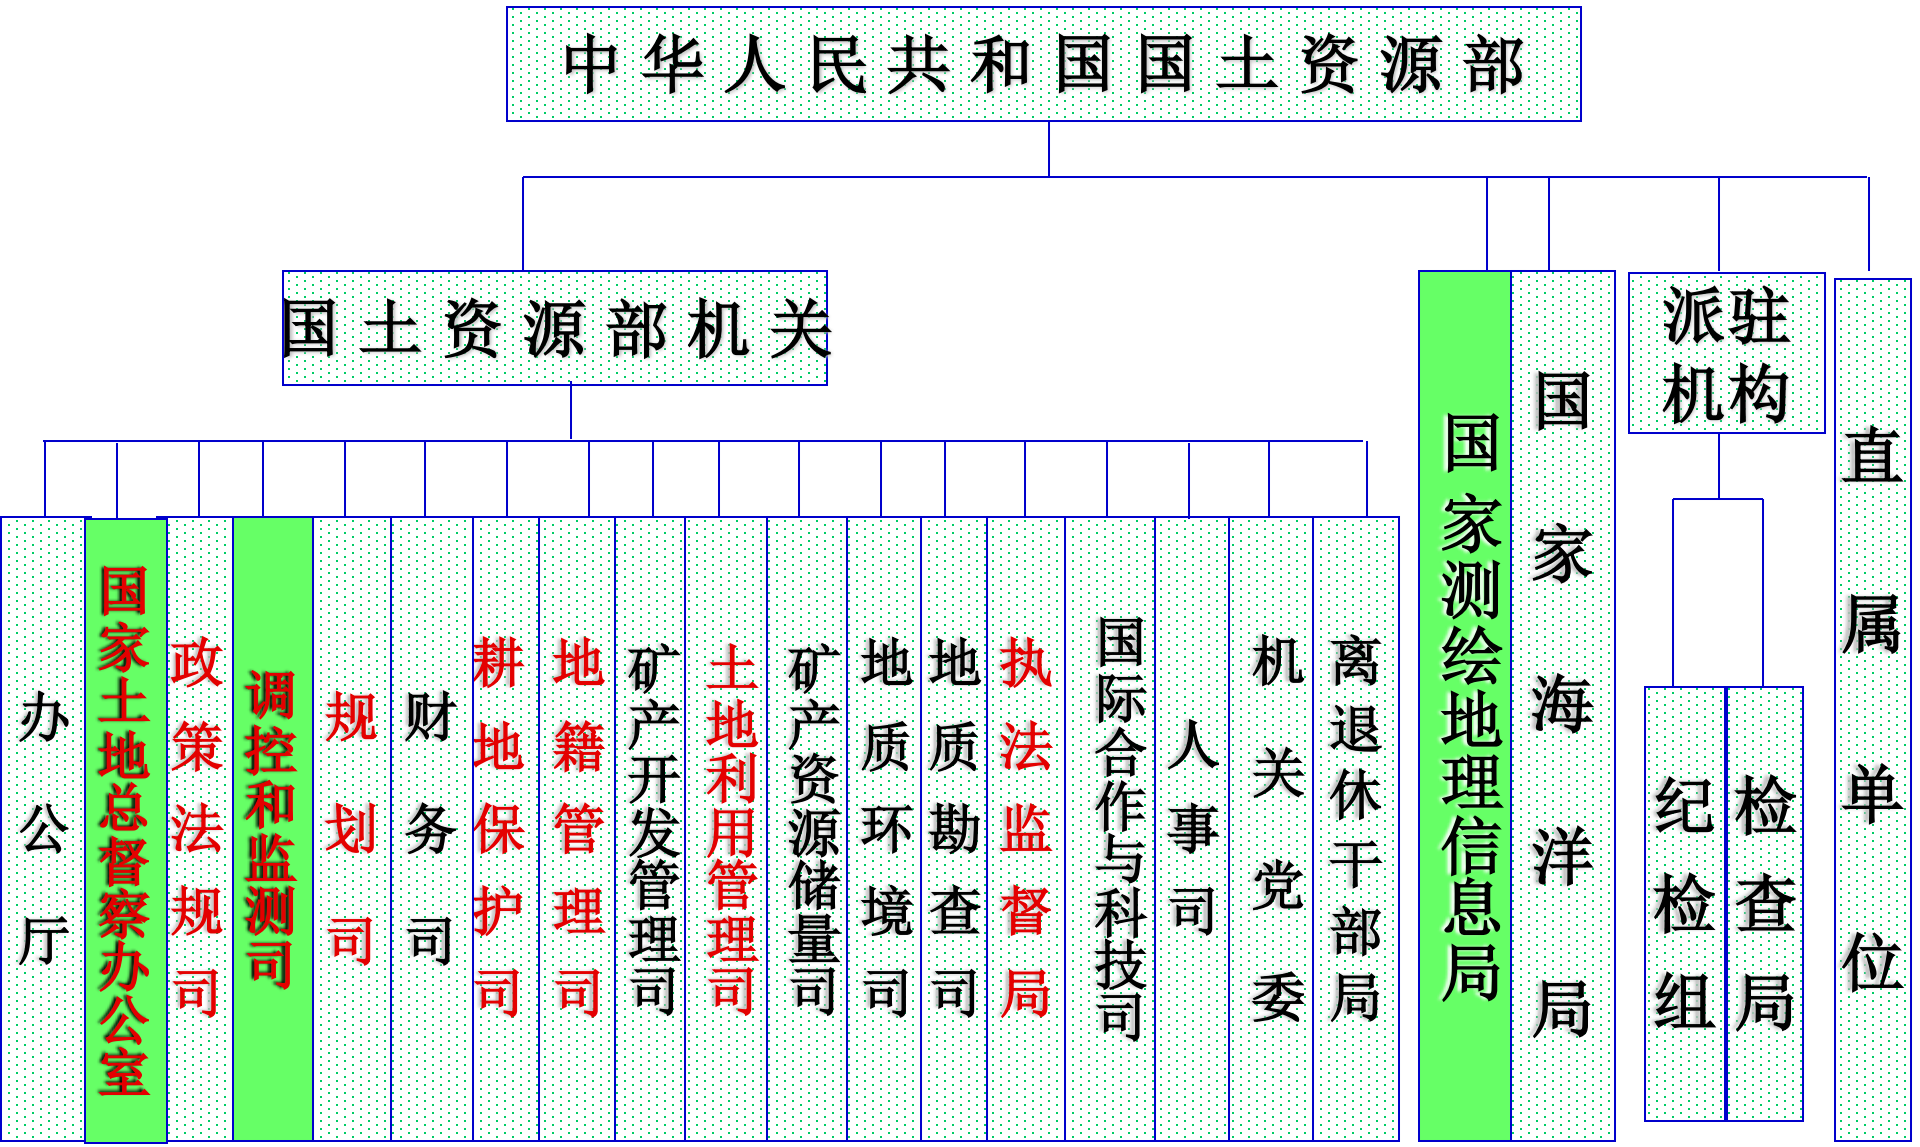 中华人民共和国国土资源部
国土资源部机关
派驻
机构
国家测绘地理信息局
国家海洋局
直属单位
办公厅
国家土地总督察办公室
政策法规司
调控和监测司
规划司
财务司
耕地保护司
地籍管理司
矿产开发管理司
土地利用管理司
矿产资源储量司
地质环境司
地质勘查司
执法监督局
国际合作与科技司
人事司
机关党委
离退休干部局
纪检组
检查局